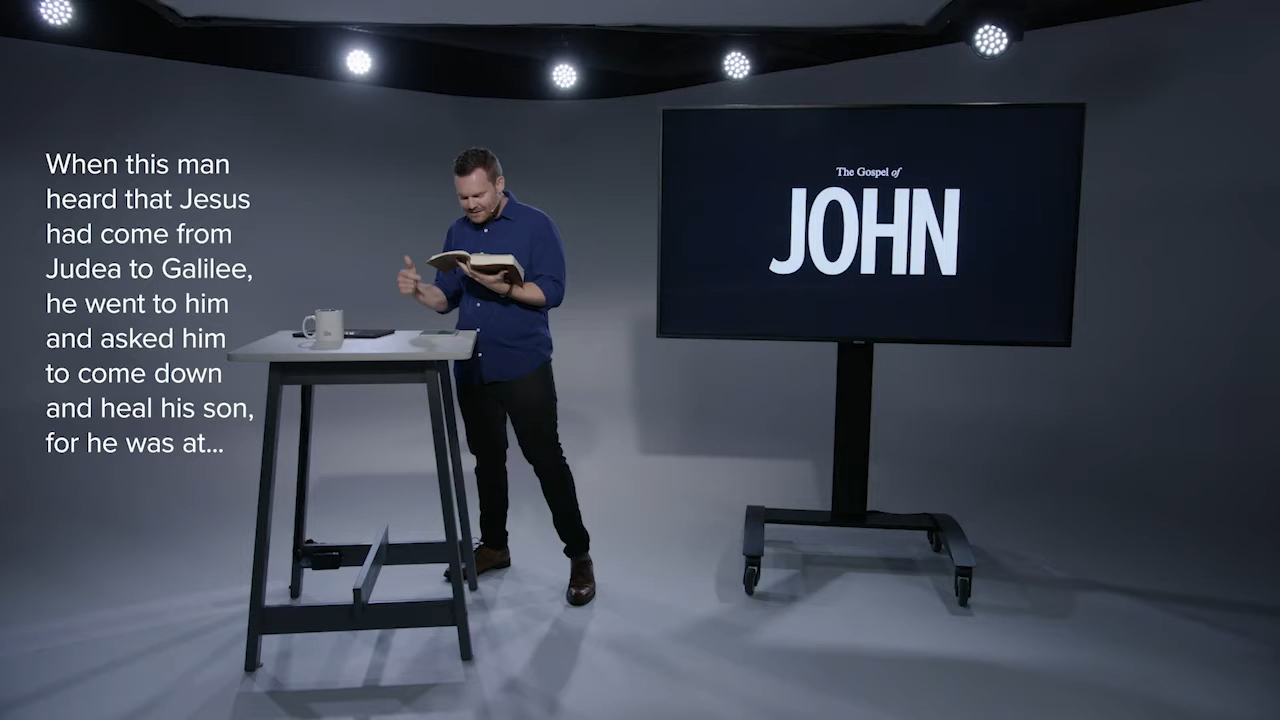 When this man
heard that Jesus
had come from
Judea to Galilee,
he went to him
and asked him
to come down
and heal his son,
for he was at...
The Gospel of
JOHN